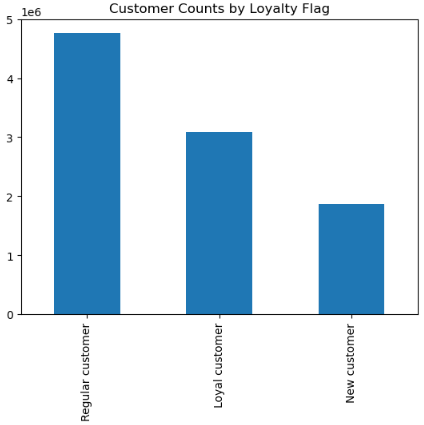 Customer Counts by Loyalty Flag
1e6
5
4
3
2
1
0
Regular customer
Loyal customer
New customer